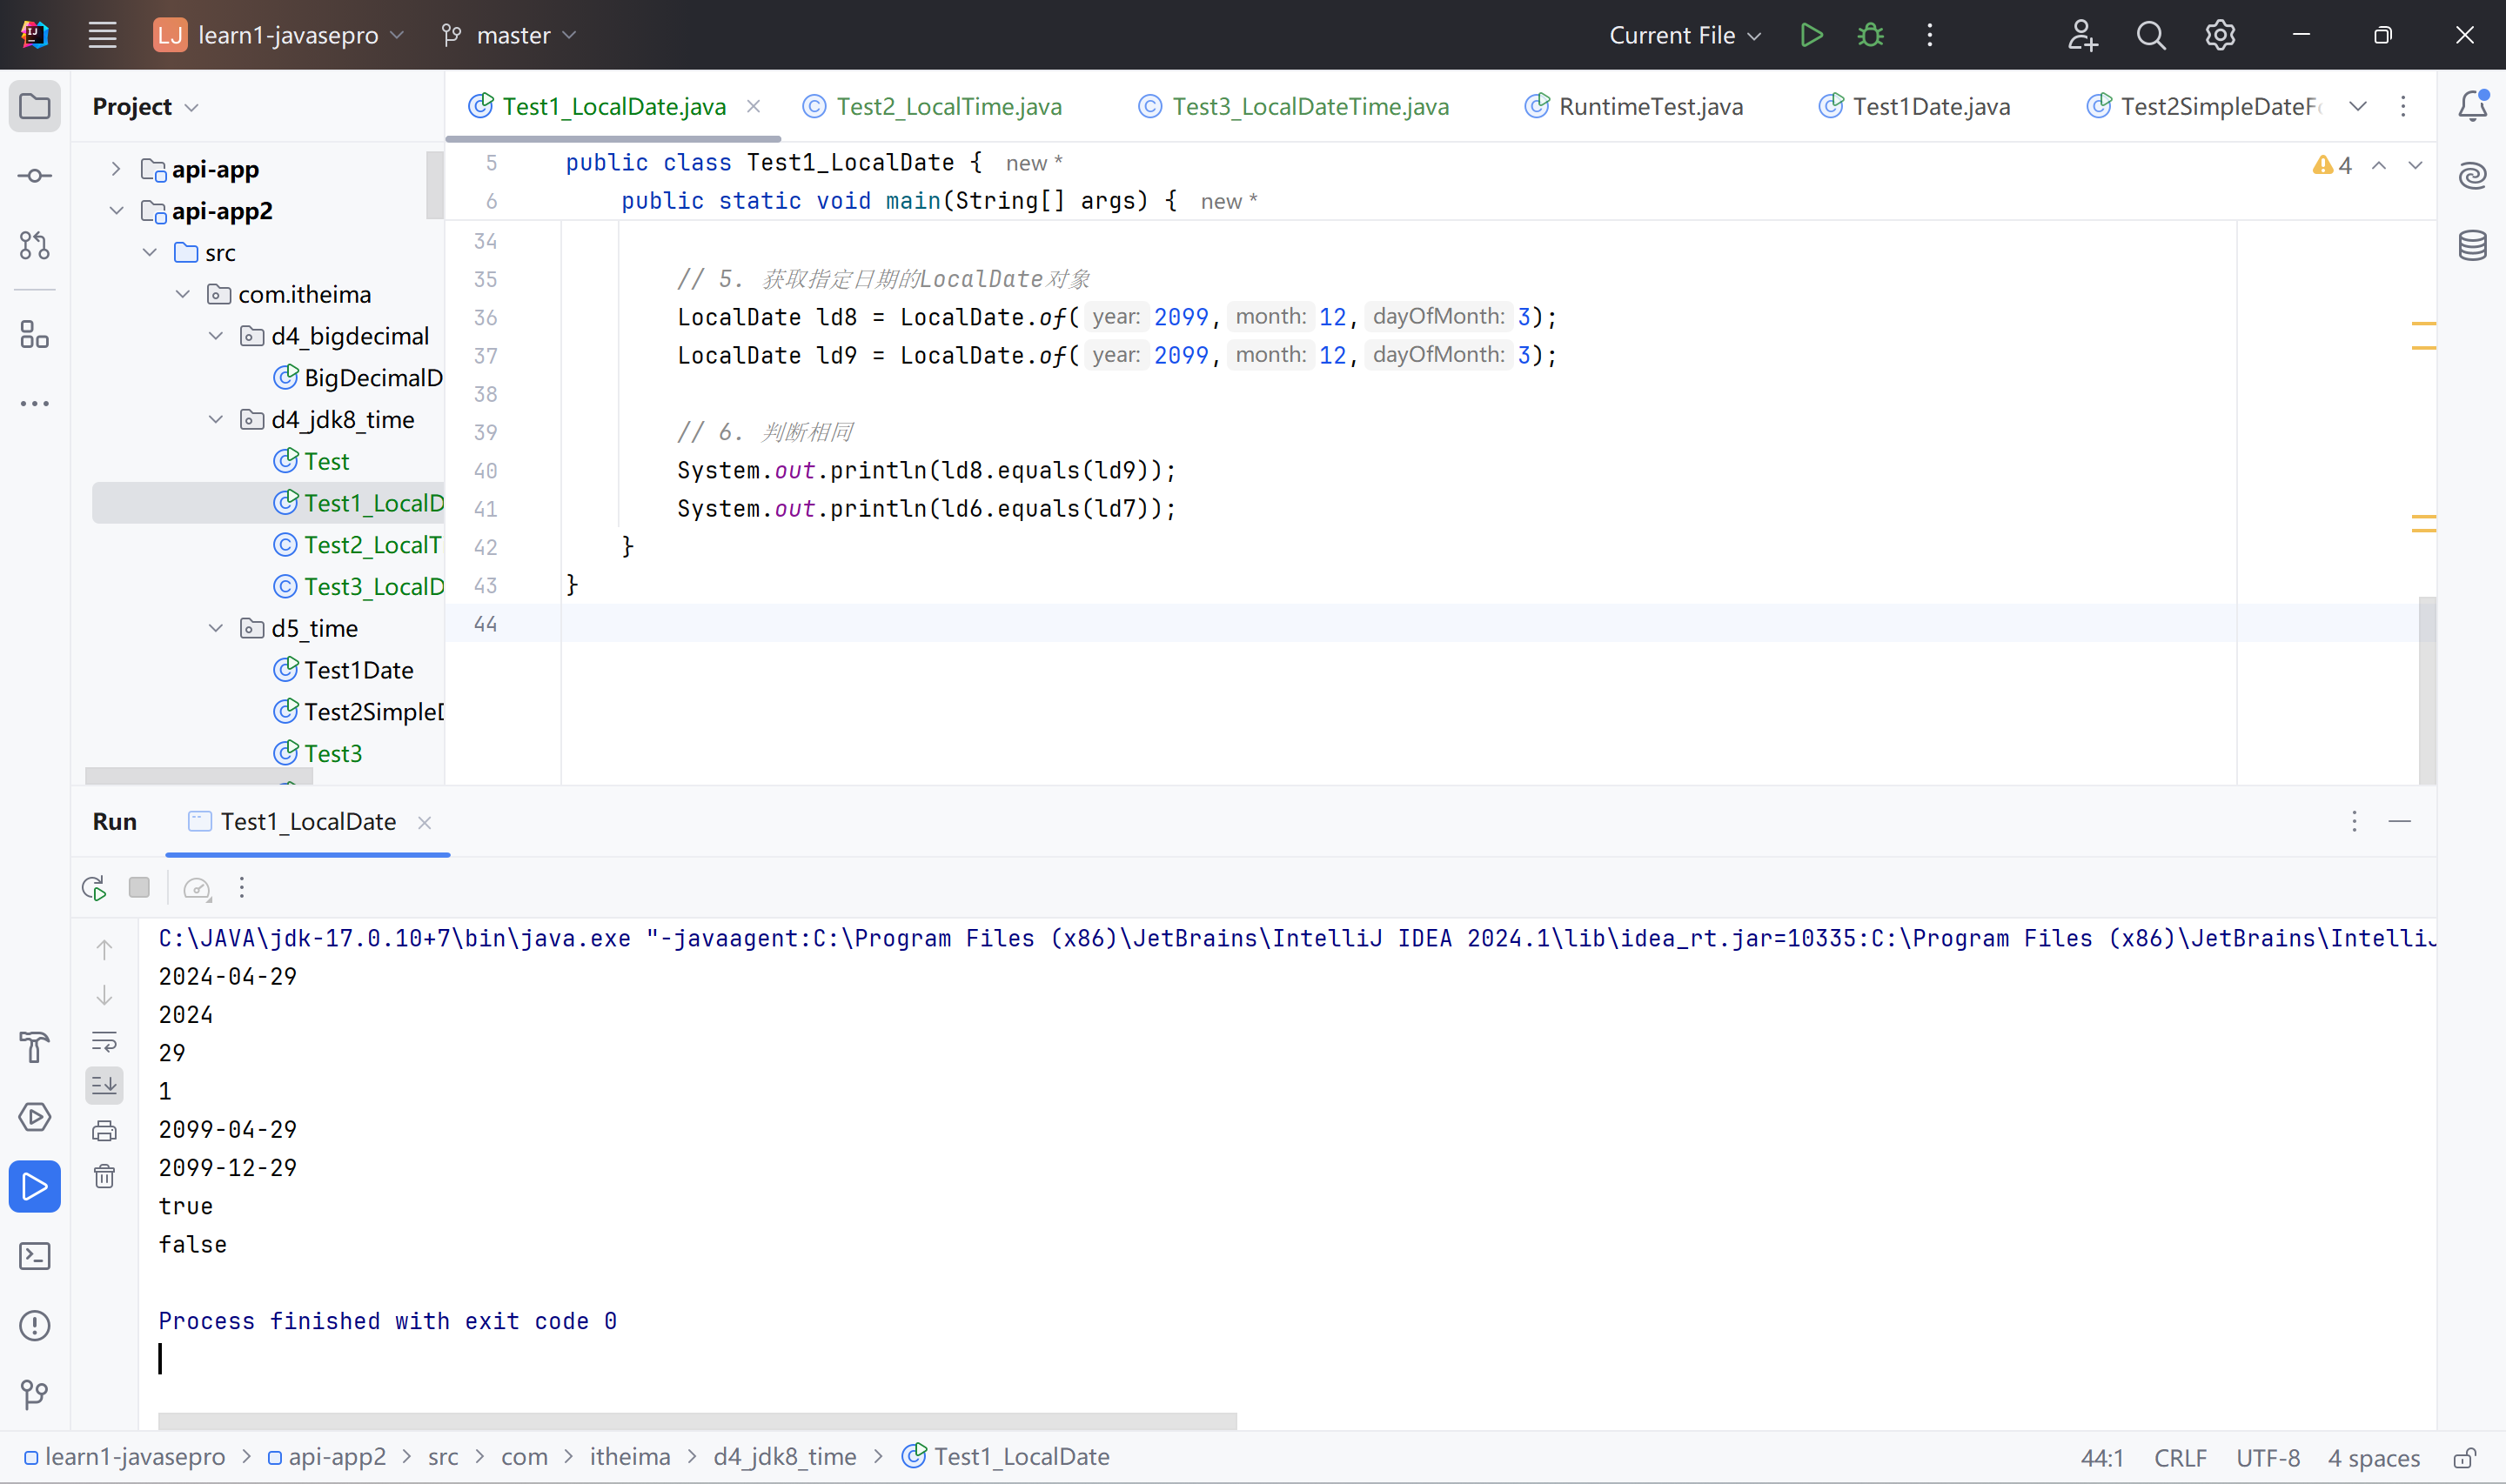 LJ learn1-javasepro master Current File
Project
Test1_LocalDate.java Test2_LocalTime.java Test3_LocalDateTime.java RuntimeTest.java Test1Date.java Test2SimpleDateFo
api-app
api-app2
src
com.itheima
d4_bigdecimal
BigDecimalD
d4_jdk8_time
Test
Test1_LocalD
Test2_LocalT
Test3_LocalD
d5_time
Test1Date
Test2SimpleD
Test3
5 public class Test1_LocalDate { new *
6 public static void main(String[] args) { new *
4
34
35 // 5. 获取指定日期的LocalDate对象
36 LocalDate ld8 = LocalDate.of( year: 2099, month: 12, dayOfMonth: 3);
37 LocalDate ld9 = LocalDate.of( year: 2099, month: 12, dayOfMonth: 3);
38
39 // 6. 判断相同
40 System.out.println(ld8.equals(ld9));
41 System.out.println(ld6.equals(ld7));
42 }
43 }
44
Run Test1_LocalDate
C:\JAVA\jdk-17.0.10+7\bin\java.exe "-javaagent:C:\Program Files (x86)\JetBrains\IntelliJ IDEA 2024.1\lib\idea_rt.jar=10335:C:\Program Files (x86)\JetBrains\IntelliJ
2024-04-29
2024
29
1
2099-04-29
2099-12-29
true
false
Process finished with exit code 0
learn1-javasepro > api-app2 > src > com > itheima > d4_jdk8_time > Test1_LocalDate 44:1 CRLF UTF-8 4 spaces